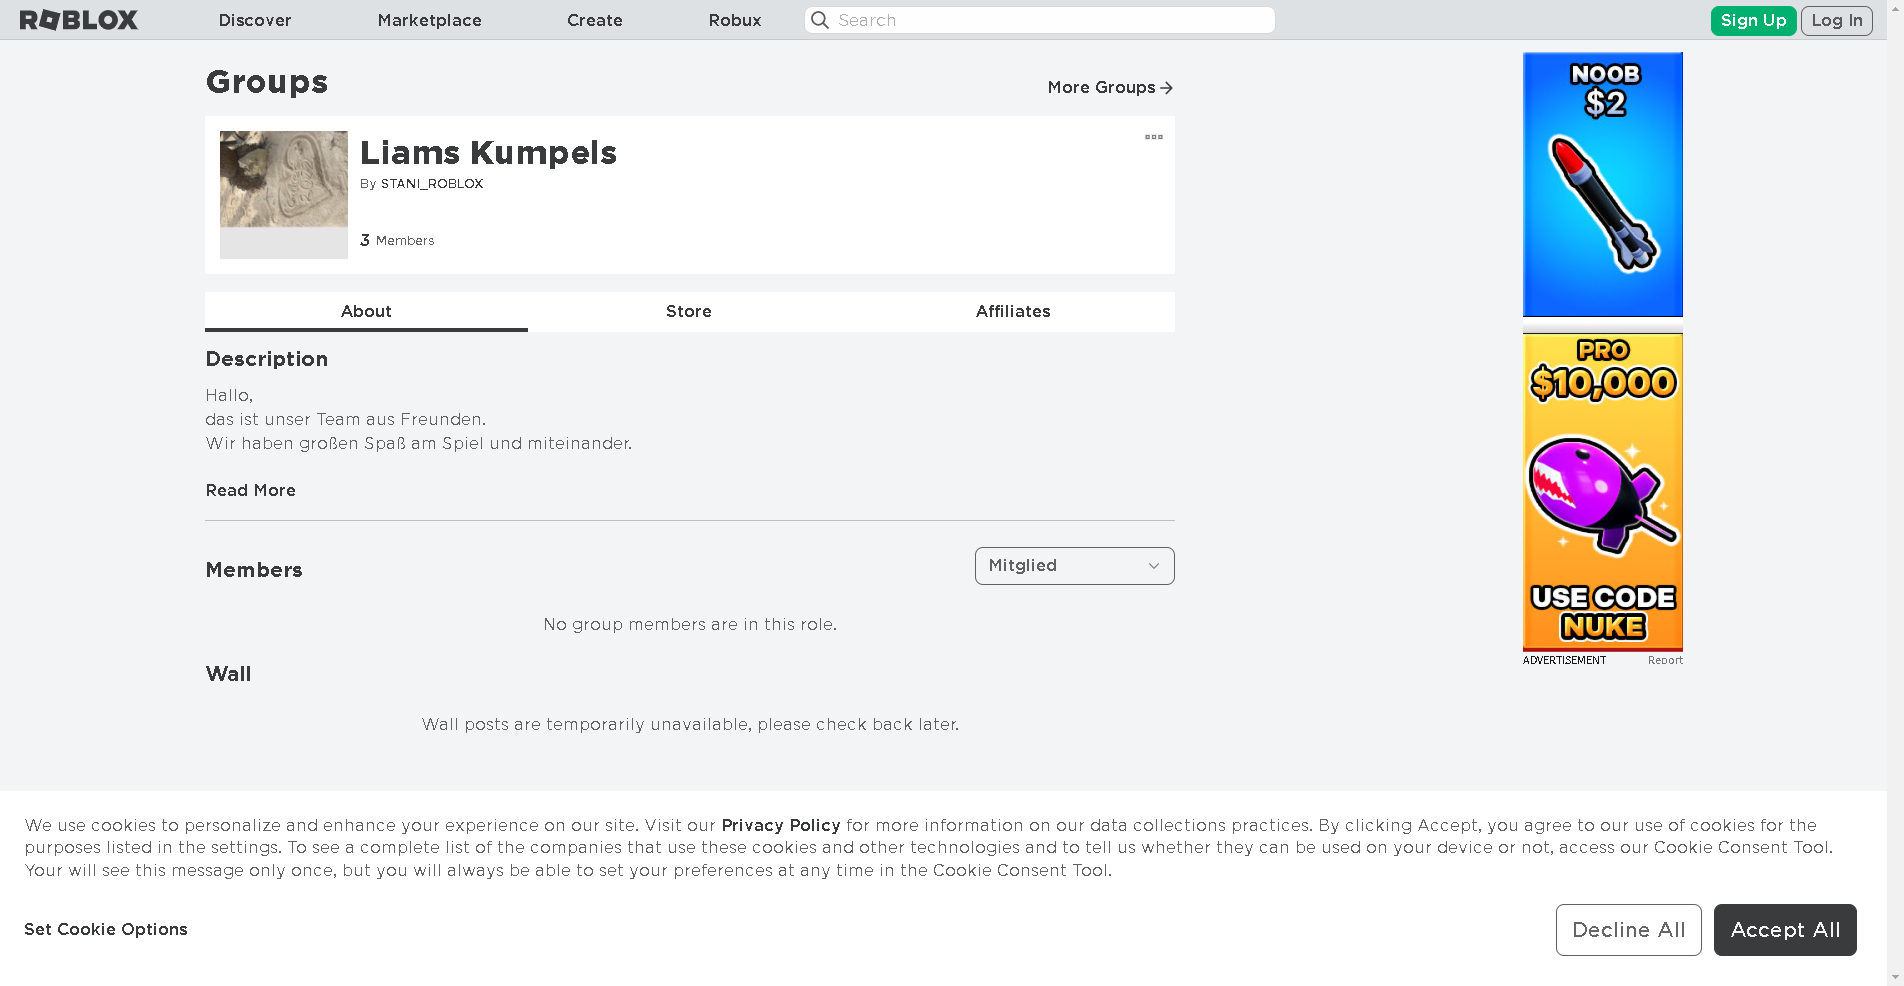 ROBLOX
Discover
Marketplace
Create
Robux
Search
Sign Up
Log In
Groups
More Groups
Liams Kumpels
By STANI_ROBLOX
3 Members
About
Store
Affiliates
Description
Hallo,
das ist unser Team aus Freunden.
Wir haben großen Spaß am Spiel und miteinander.
Read More
Members
Mitglied
No group members are in this role.
Wall
Wall posts are temporarily unavailable, please check back later.
NOOB
$2
PRO
$10,000
USE CODE
NUKE
ADVERTISEMENT
Report
We use cookies to personalize and enhance your experience on our site. Visit our Privacy Policy for more information on our data collections practices. By clicking Accept, you agree to our use of cookies for the
purposes listed in the settings. To see a complete list of the companies that use these cookies and other technologies and to tell us whether they can be used on your device or not, access our Cookie Consent Tool.
Your will see this message only once, but you will always be able to set your preferences at any time in the Cookie Consent Tool.
Set Cookie Options
Decline All
Accept All